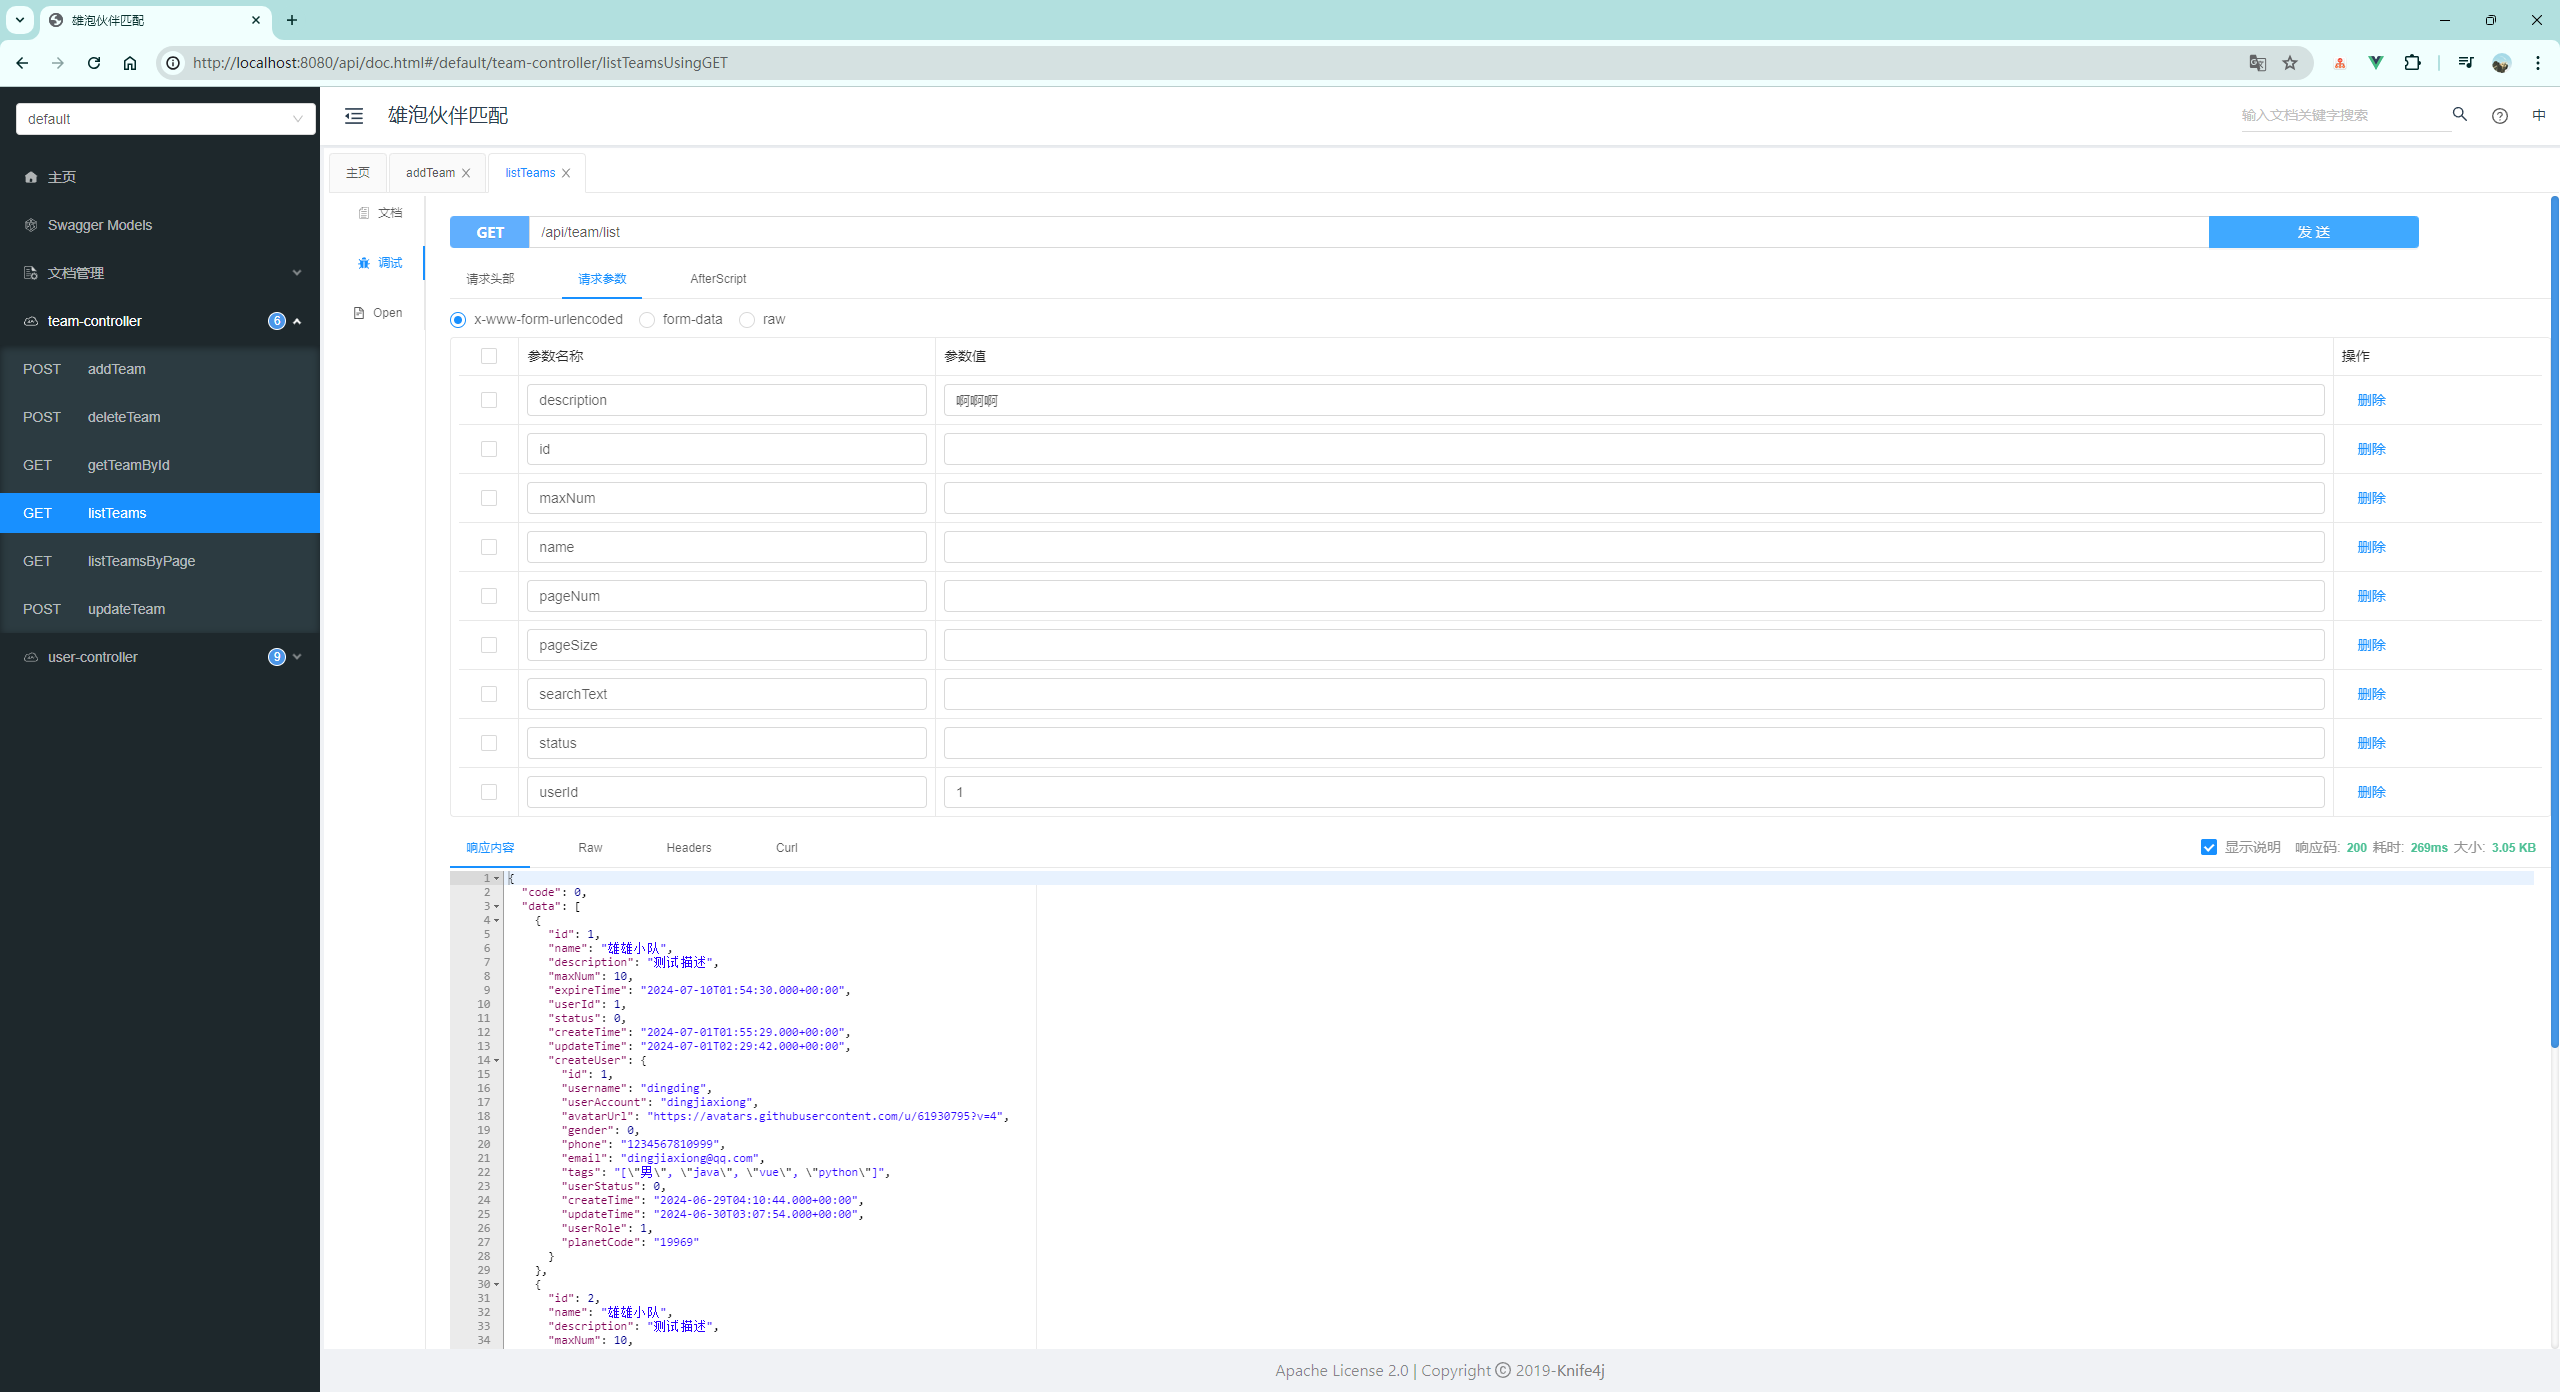 雄泡伙伴匹配
http://localhost:8080/api/doc.html#/default/team-controller/listTeamsUsingGET
default
主页
Swagger Models
文档管理
team-controller 6
POST addTeam
POST deleteTeam
GET getTeamById
GET listTeams
GET listTeamsByPage
POST updateTeam
user-controller 9
雄泡伙伴匹配
输入文档关键字搜索 中
主页 addTeam listTeams
文档
调试
Open
GET /api/team/list 发 送
请求头部 请求参数 AfterScript
x-www-form-urlencoded form-data raw
参数名称 参数值 操作
description 啊啊啊 删除
id 删除
maxNum 删除
name 删除
pageNum 删除
pageSize 删除
searchText 删除
status 删除
userId 1 删除
响应内容 Raw Headers Curl 显示说明 响应码: 200 耗时: 269ms 大小: 3.05 KB
1 {
2 "code": 0,
3 "data": [
4 {
5 "id": 1,
6 "name": "雄雄小队",
7 "description": "测试描述",
8 "maxNum": 10,
9 "expireTime": "2024-07-10T01:54:30.000+00:00",
10 "userId": 1,
11 "status": 0,
12 "createTime": "2024-07-01T01:55:29.000+00:00",
13 "updateTime": "2024-07-01T02:29:42.000+00:00",
14 "createUser": {
15 "id": 1,
16 "username": "dingding",
17 "userAccount": "dingjiaxiong",
18 "avatarUrl": "https://avatars.githubusercontent.com/u/61930795?v=4",
19 "gender": 0,
20 "phone": "1234567810999",
21 "email": "dingjiaxiong@qq.com",
22 "tags": "[\"男\", \"java\", \"vue\", \"python\"]",
23 "userStatus": 0,
24 "createTime": "2024-06-29T04:10:44.000+00:00",
25 "updateTime": "2024-06-30T03:07:54.000+00:00",
26 "userRole": 1,
27 "planetCode": "19969"
28 }
29 },
30 {
31 "id": 2,
32 "name": "雄雄小队",
33 "description": "测试描述",
34 "maxNum": 10,
Apache License 2.0 | Copyright © 2019-Knife4j